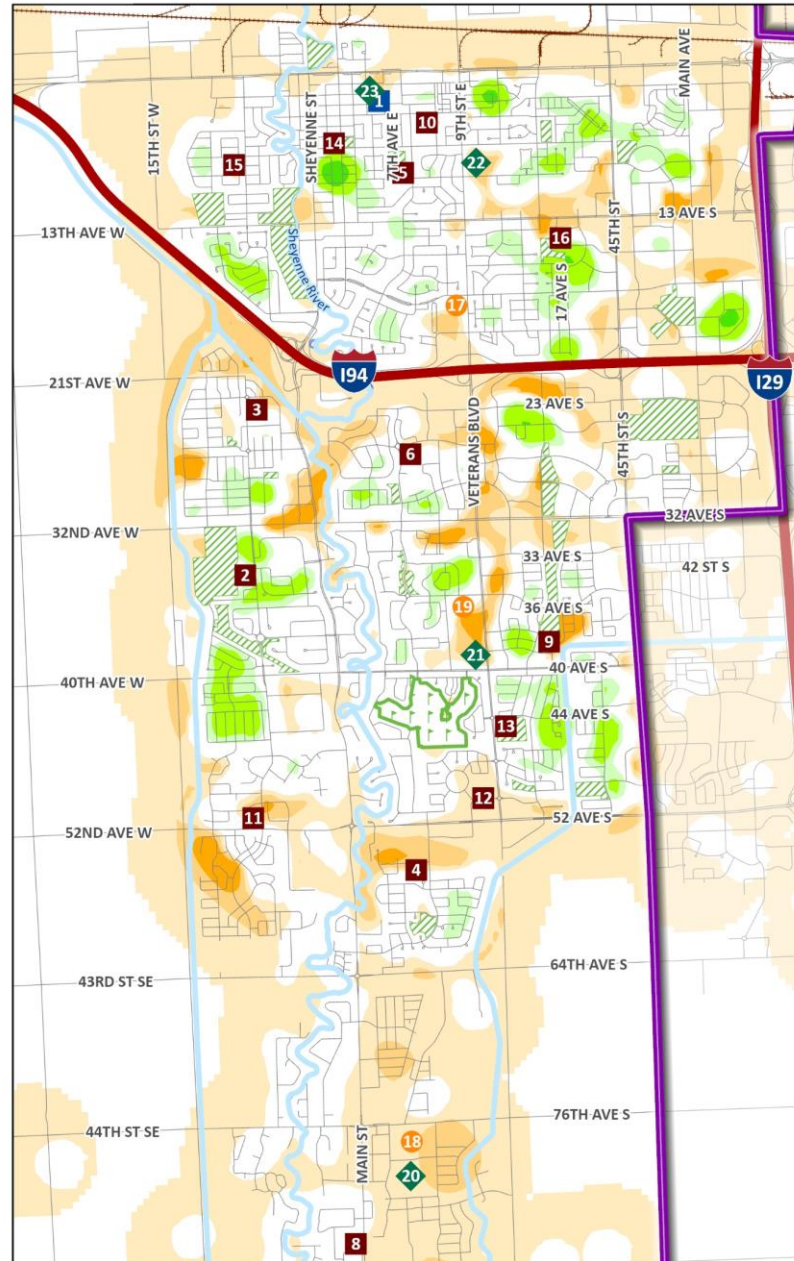 MAIN AVE
23
1
9TH ST E
15TH ST W
SHEYENNE ST
7TH AVE E
10
14
15
5
22
45TH ST
13 AVE S
13TH AVE W
16
Sheyenne River
17 AVE S
17
I94
I29
21ST AVE W
3
23 AVE S
VETERANS BLVD
45TH ST S
6
32 AVE S
32ND AVE W
33 AVE S
42 ST S
2
19
36 AVE S
9
21
40 AVE S
40TH AVE W
44 AVE S
13
12
11
52 AVE S
52ND AVE W
4
64TH AVE S
43RD ST SE
76TH AVE S
44TH ST SE
18
MAIN ST
20
8